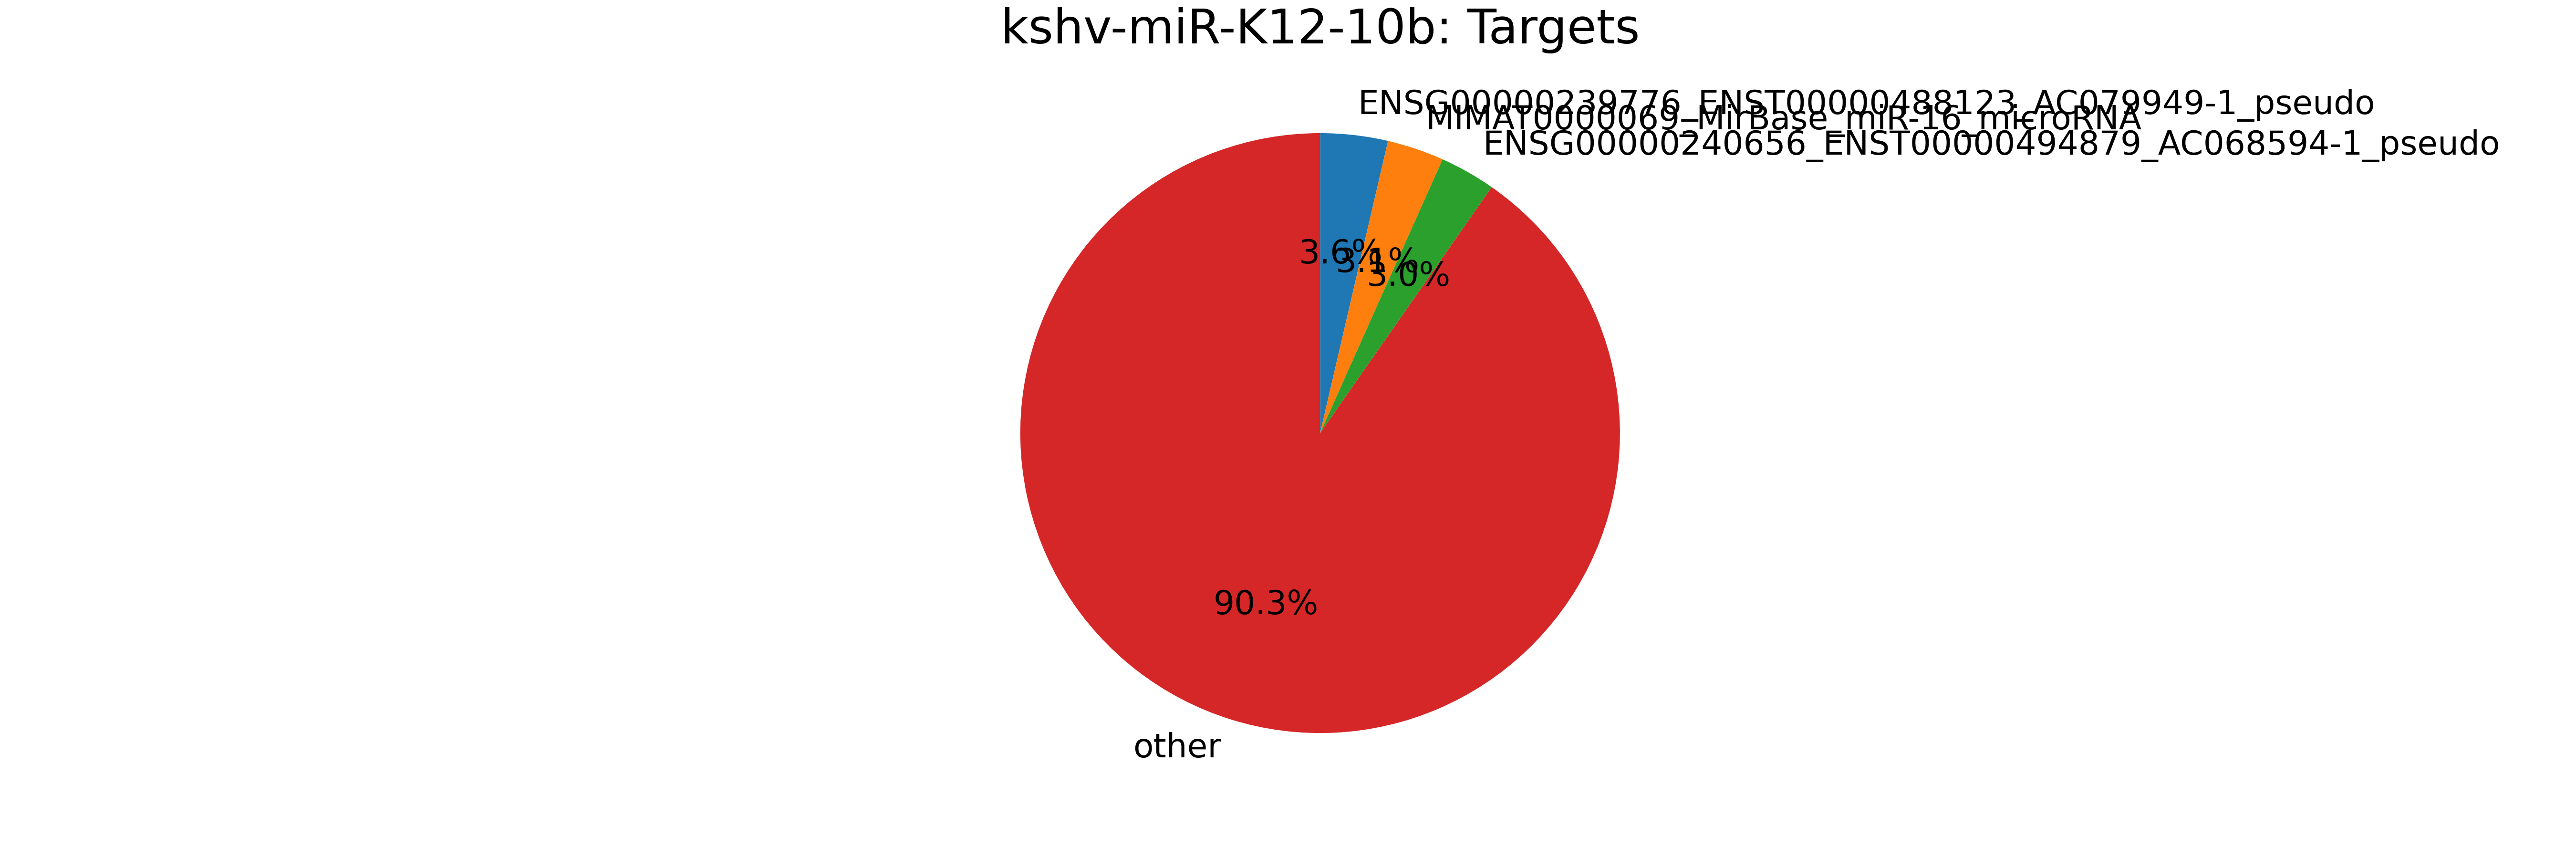 kshv-miR-K12-10b: Targets
ENSG00000239776_ENST00000488123_AC079949-1_pseudo
MIMAT0000069_MirBase_miR-16_microRNA
ENSG00000240656_ENST00000494879_AC068594-1_pseudo
3.6%
3.1%
3.0%
90.3%
other